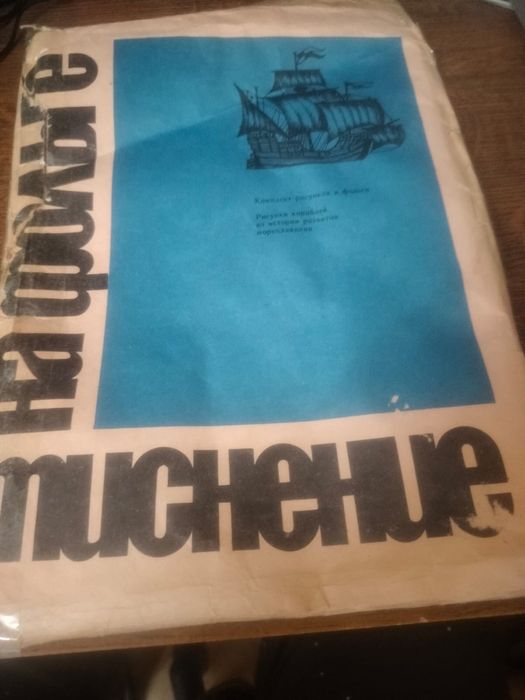 тиснение
на фольге
Комплект рисунков и фольги
Рисунки кораблей
из истории развития
мореплавания